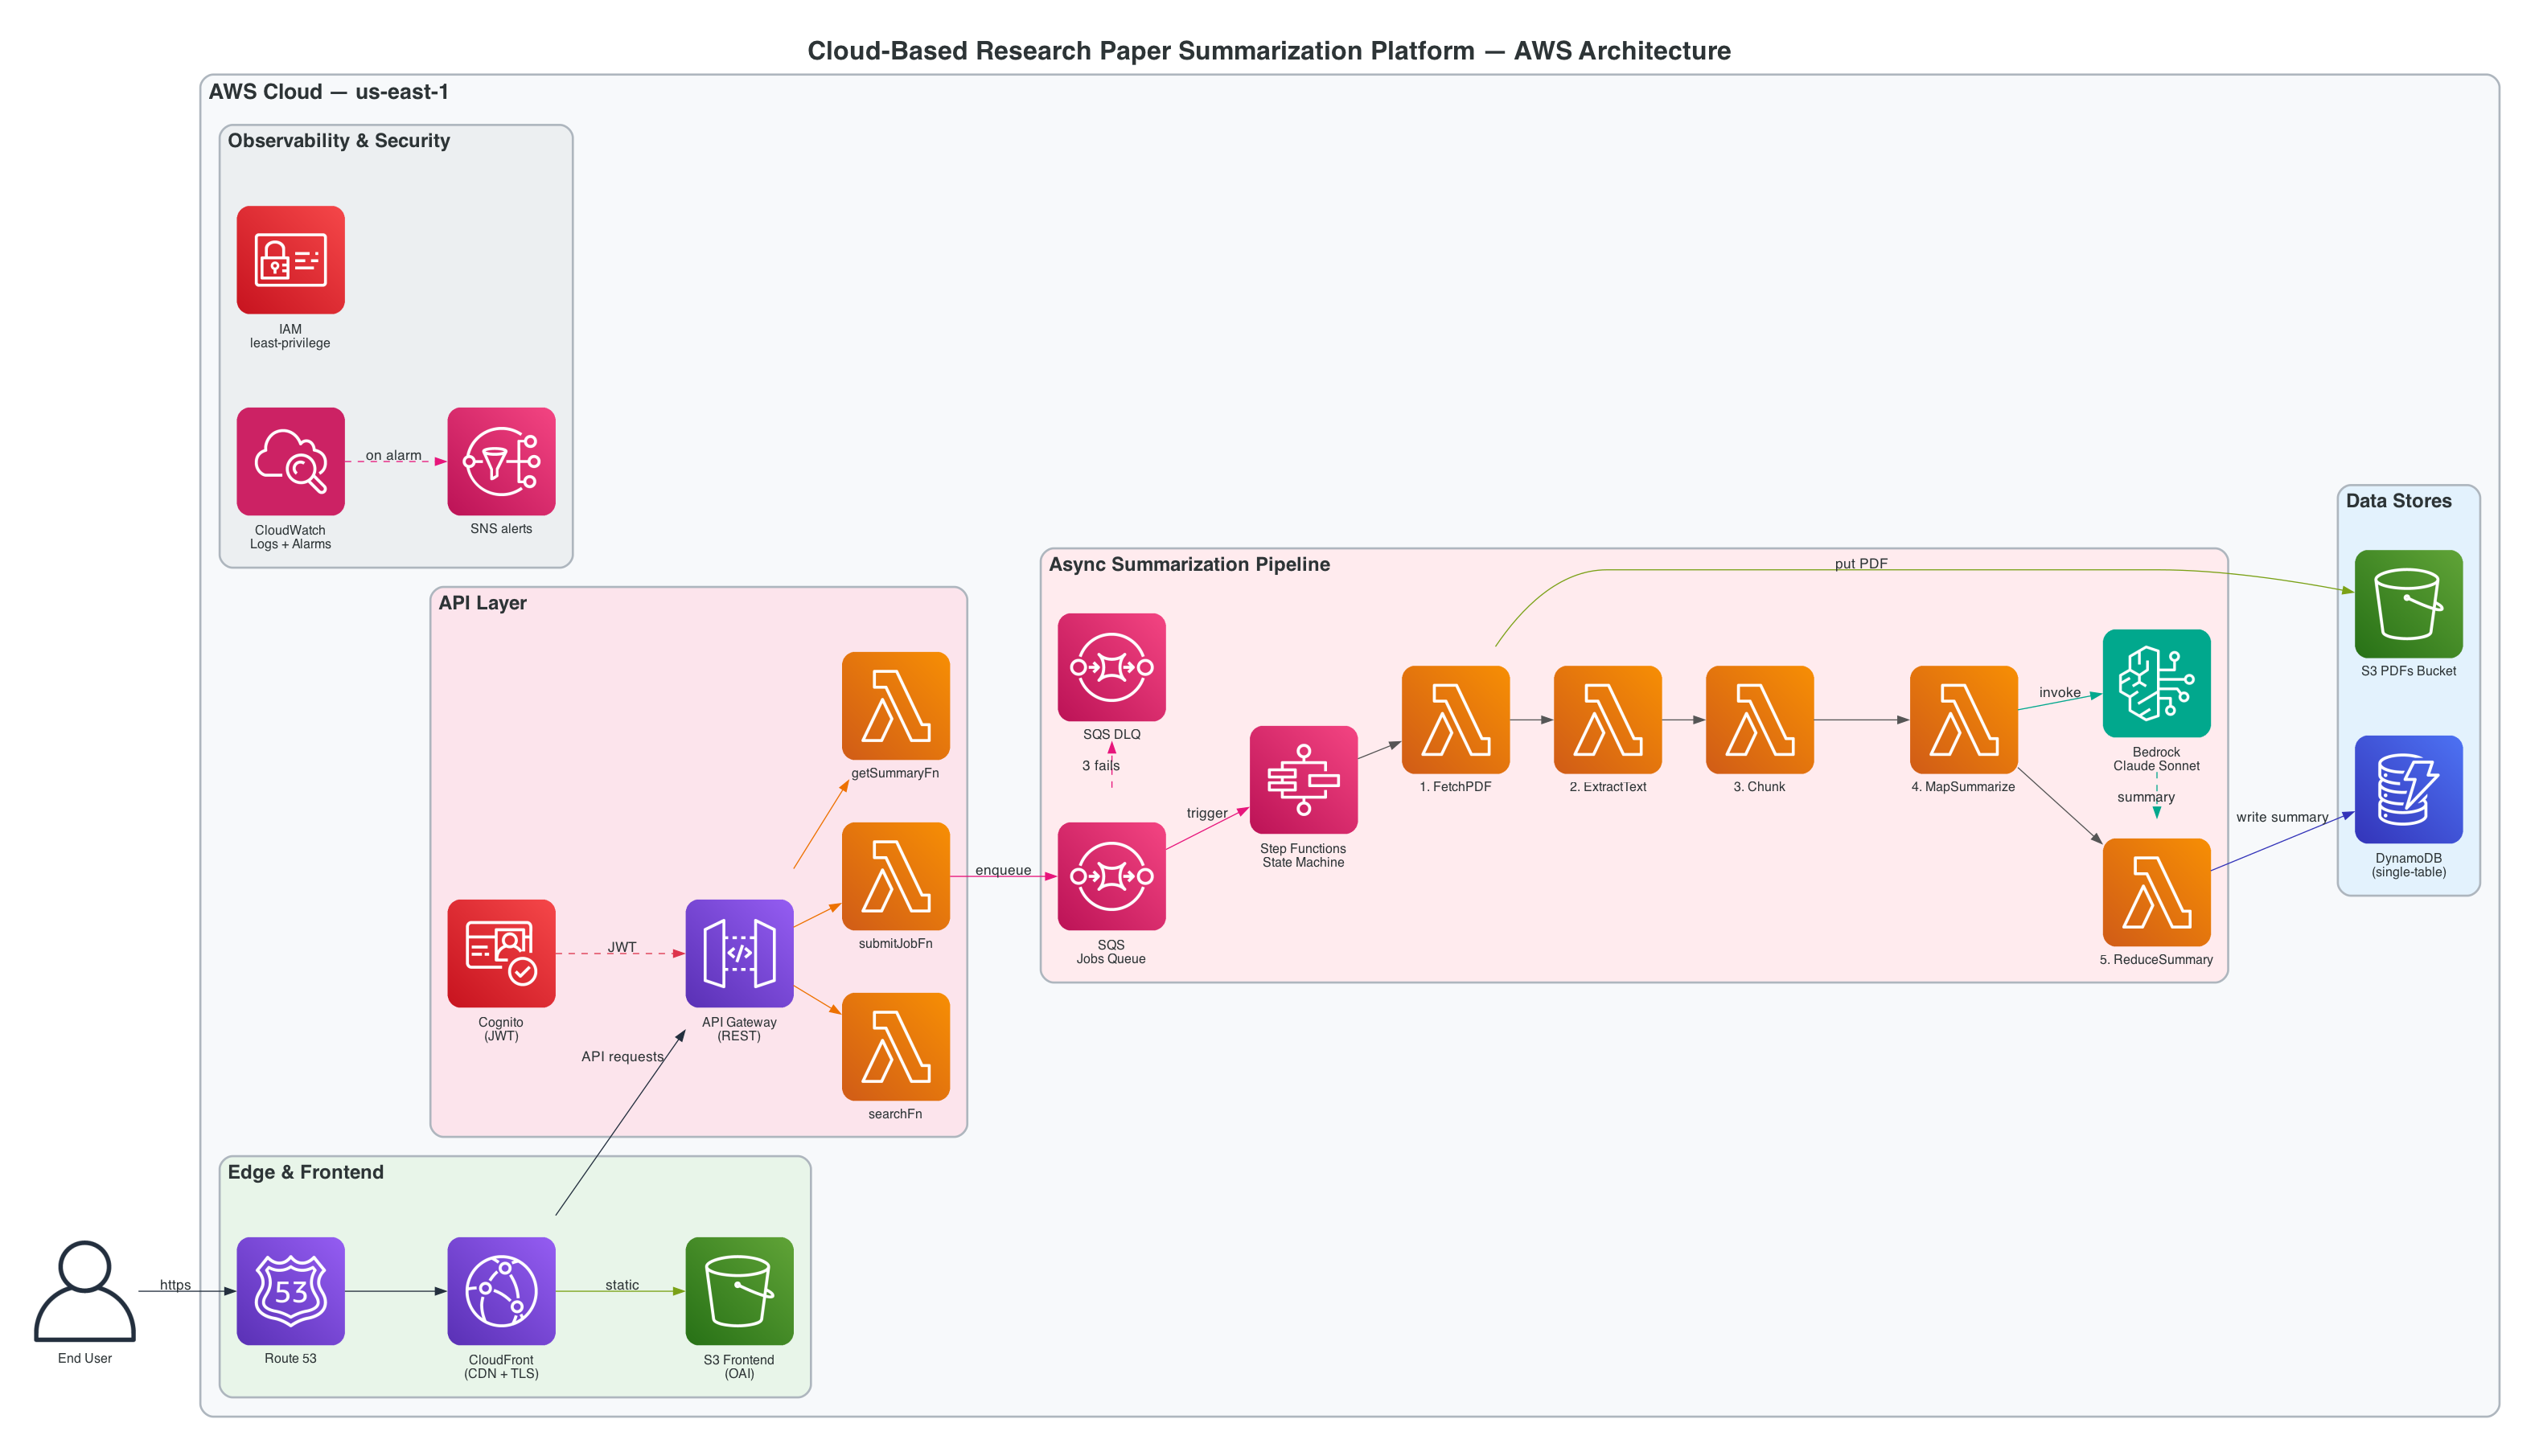 Cloud-Based Research Paper Summarization Platform — AWS Architecture
AWS Cloud — us-east-1
Observability & Security
IAM
least-privilege
CloudWatch
Logs + Alarms
on alarm
SNS alerts
API Layer
getSummaryFn
submitJobFn
searchFn
Cognito
(JWT)
JWT
API Gateway
(REST)
API requests
enqueue
Async Summarization Pipeline
SQS DLQ
3 fails
SQS
Jobs Queue
trigger
Step Functions
State Machine
1. FetchPDF
2. ExtractText
3. Chunk
4. MapSummarize
put PDF
invoke
Bedrock
Claude Sonnet
summary
5. ReduceSummary
write summary
Data Stores
S3 PDFs Bucket
DynamoDB
(single-table)
Edge & Frontend
End User
https
53
Route 53
CloudFront
(CDN + TLS)
static
S3 Frontend
(OAI)